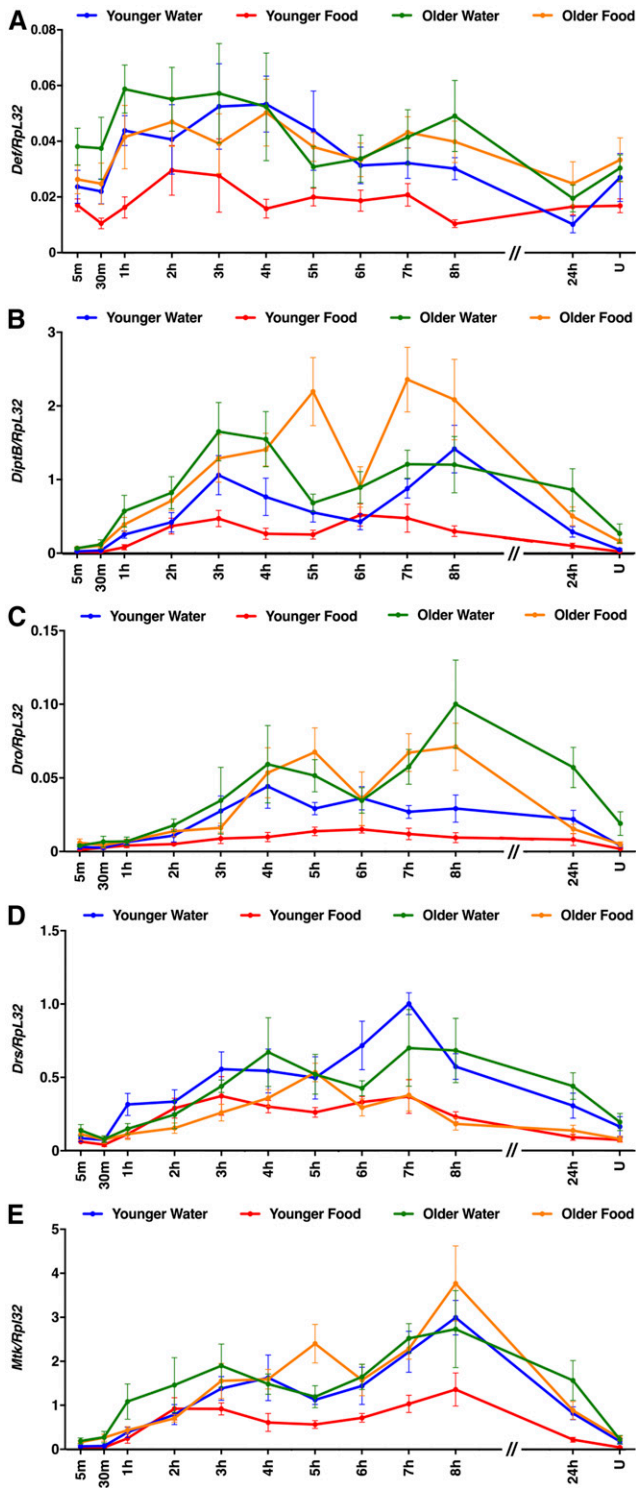 A
Younger Water Younger Food Older Water Older Food
Def/RpL32
0.08
0.06
0.04
0.02
0
5m 30m 1h 2h 3h 4h 5h 6h 7h 8h // 24h U
B
Younger Water Younger Food Older Water Older Food
DiptB/RpL32
3
2
1
0
5m 30m 1h 2h 3h 4h 5h 6h 7h 8h // 24h U
C
Younger Water Younger Food Older Water Older Food
Dro/RpL32
0.15
0.10
0.05
0
5m 30m 1h 2h 3h 4h 5h 6h 7h 8h // 24h U
D
Younger Water Younger Food Older Water Older Food
Drs/RpL32
1.5
1.0
0.5
0
5m 30m 1h 2h 3h 4h 5h 6h 7h 8h // 24h U
E
Younger Water Younger Food Older Water Older Food
Mtk/Rpl32
5
4
3
2
1
0
5m 30m 1h 2h 3h 4h 5h 6h 7h 8h // 24h U